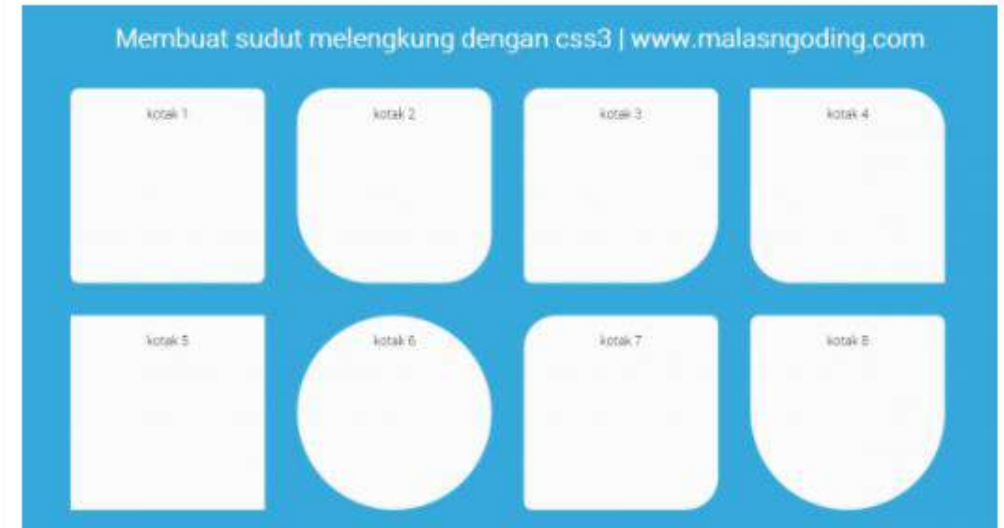 Membuat sudut melengkung dengan css3 | www.malasngoding.com
kotak 1
kotak 2
kotak 3
kotak 4
kotak 5
kotak 6
kotak 7
kotak 8